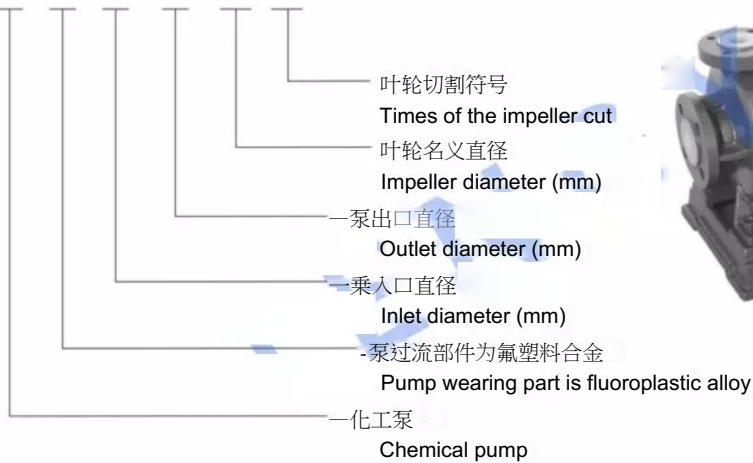 叶轮切割符号
Times of the impeller cut
叶轮名义直径
Impeller diameter (mm)
一泵出口直径
Outlet diameter (mm)
一乘入口直径
Inlet diameter (mm)
-泵过流部件为氟塑料合金
Pump wearing part is fluoroplastic alloy
一化工泵
Chemical pump